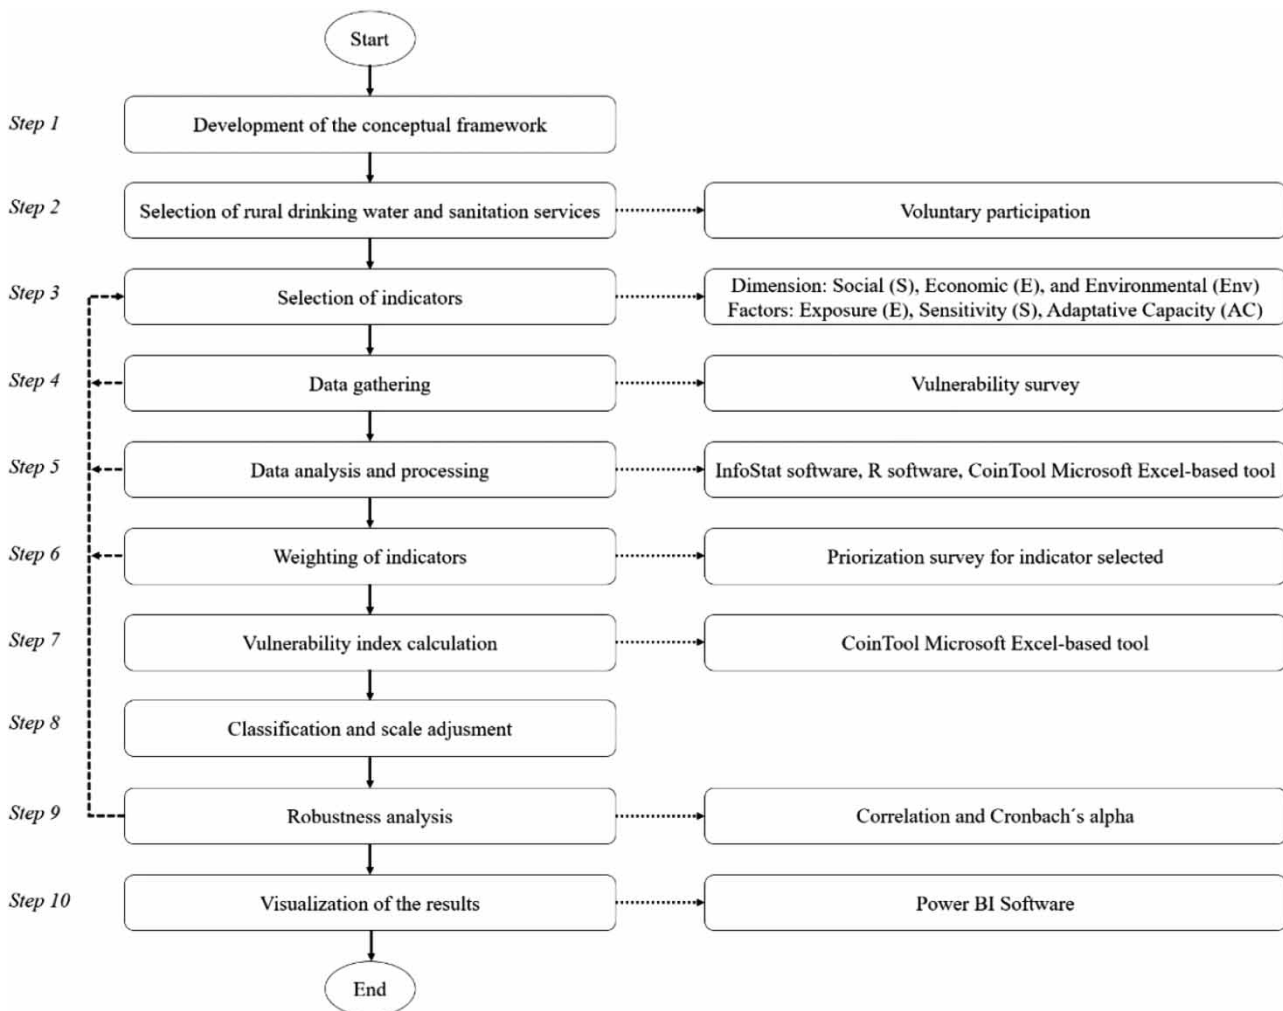 Start
Step 1
Development of the conceptual framework
Step 2
Selection of rural drinking water and sanitation services
Voluntary participation
Step 3
Selection of indicators
Dimension: Social (S), Economic (E), and Environmental (Env)
Factors: Exposure (E), Sensitivity (S), Adaptative Capacity (AC)
Step 4
Data gathering
Vulnerability survey
Step 5
Data analysis and processing
InfoStat software, R software, CoinTool Microsoft Excel-based tool
Step 6
Weighting of indicators
Priorization survey for indicator selected
Step 7
Vulnerability index calculation
CoinTool Microsoft Excel-based tool
Step 8
Classification and scale adjusment
Step 9
Robustness analysis
Correlation and Cronbach´s alpha
Step 10
Visualization of the results
Power BI Software
End